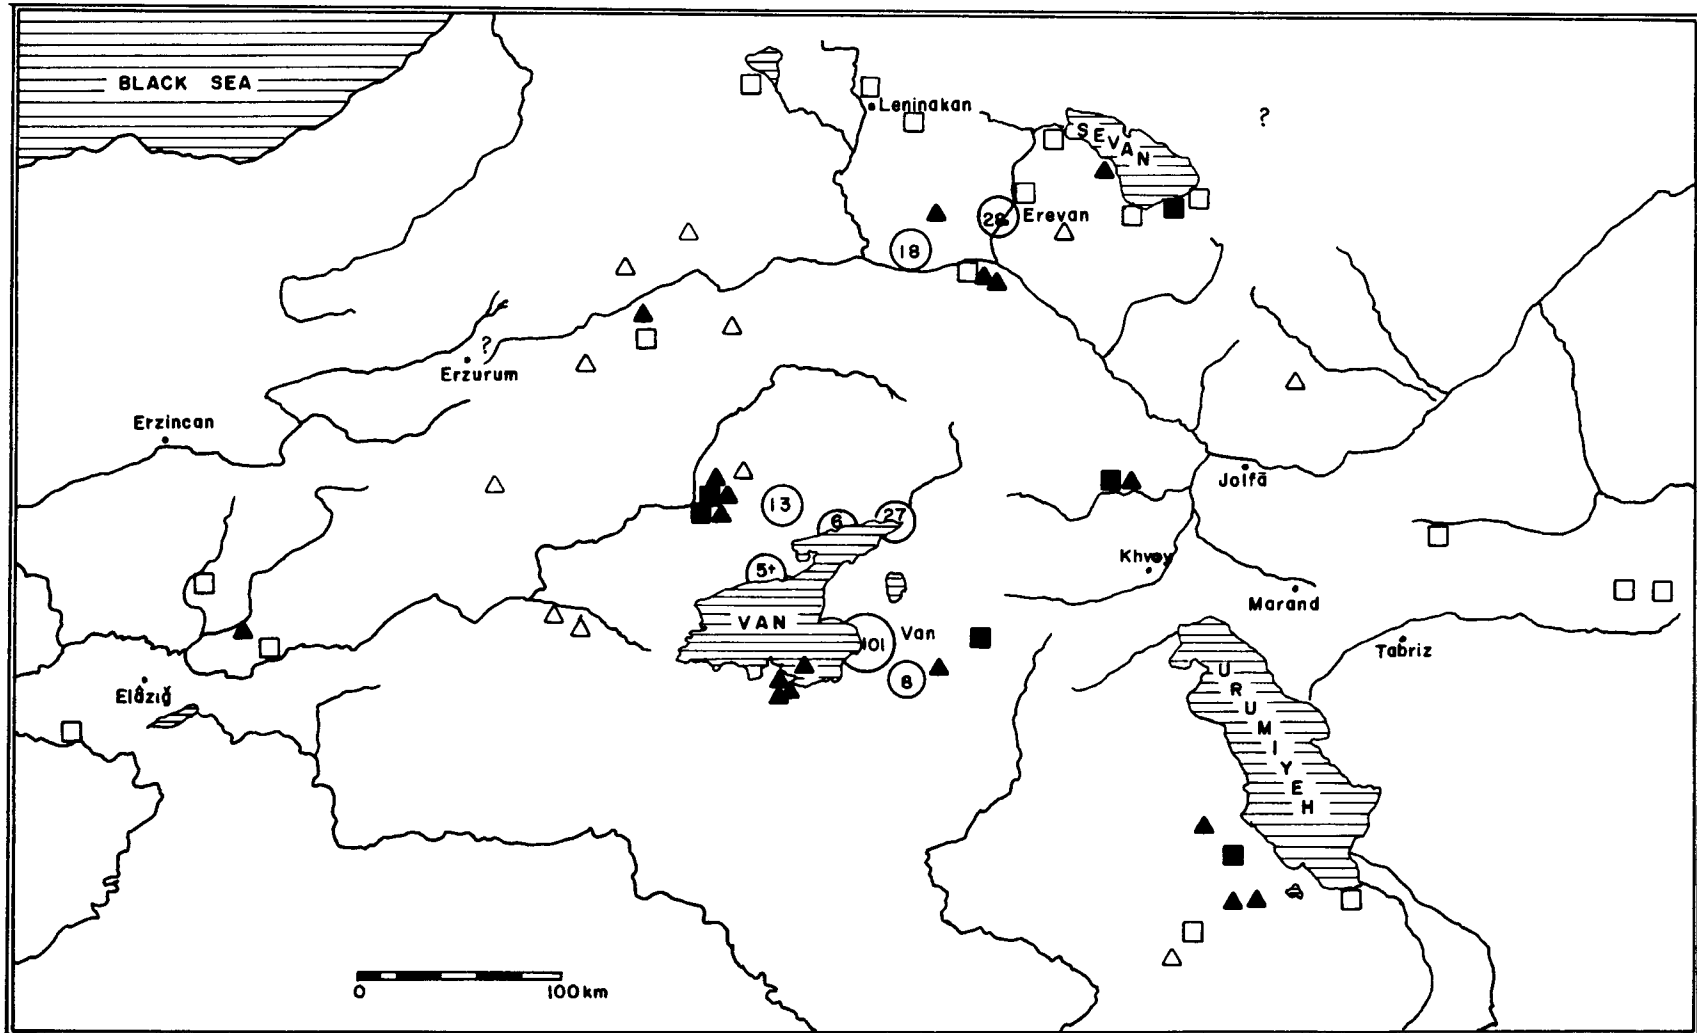 BLACK SEA
Leninakan
?
SEVAN
28
Erevan
18
?
Erzurum
Erzincan
Jolfā
13
6
27
5+
Khvoy
Marand
VAN
101
Van
8
Tabriz
Elâziğ
URUMIYEH
0 100km